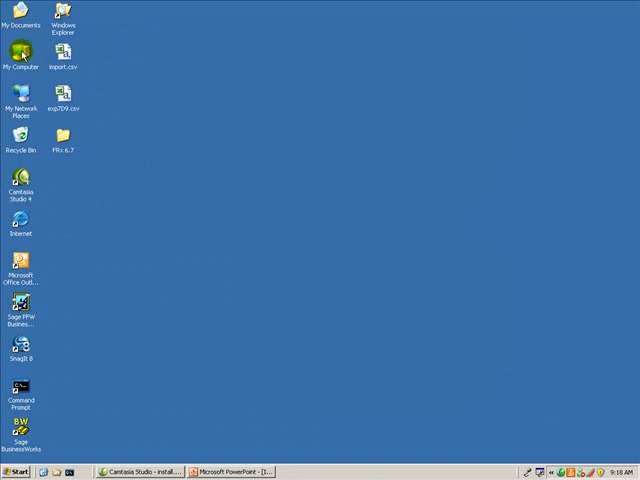 My Documents
Windows
Explorer
My Computer
import.csv
My Network
Places
exp7D9.csv
Recycle Bin
FRx 6.7
Camtasia
Studio 4
Internet
Microsoft
Office Outl...
Sage PFW
Busines...
SnagIt 8
Command
Prompt
BW
Sage
BusinessWorks
Start
Camtasia Studio - install....
Microsoft PowerPoint - [I...
9:18 AM